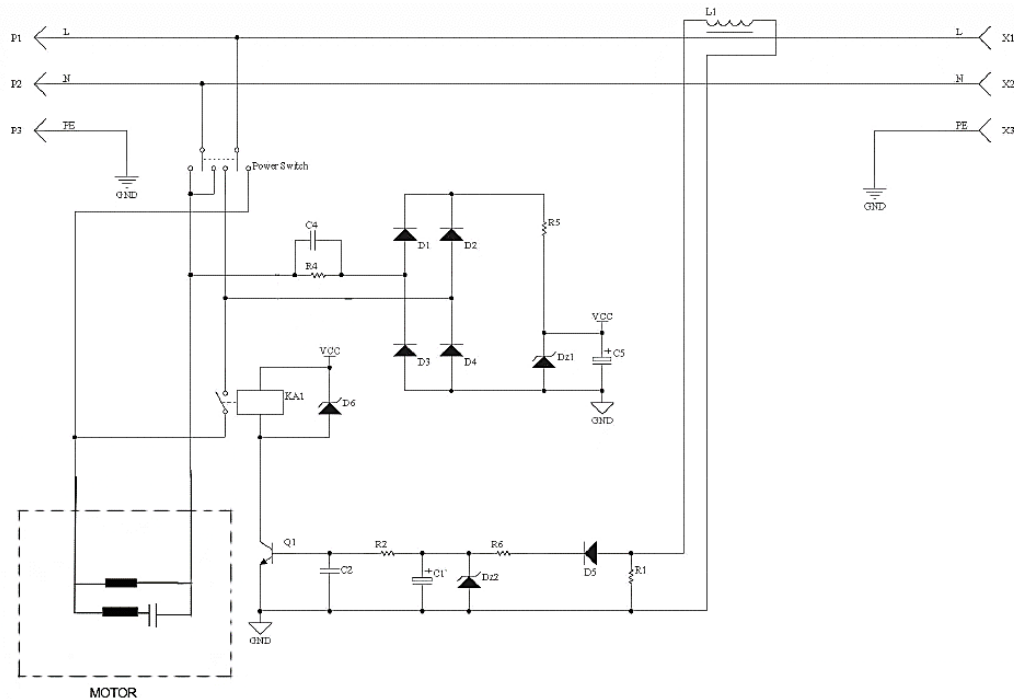 L1
P1 L L X1
P2 N N X2
P3 PE PE X3
Power Switch
GND GND
C4
R5
D1 D2
R4
VCC
VCC
D3 D4 Dz1 C5
KA1
D6
GND
Q1 R2 R6
C2 C1' Dz2 D5 R1
GND
MOTOR